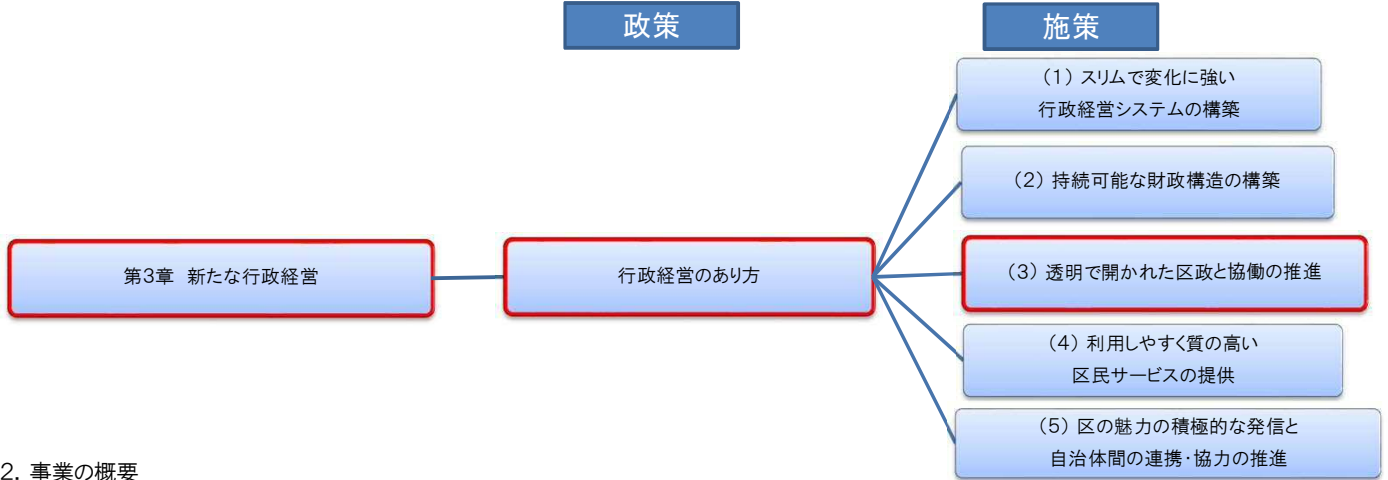 政策
施策
第3章 新たな行政経営
行政経営のあり方
(1) スリムで変化に強い
行政経営システムの構築
(2) 持続可能な財政構造の構築
(3) 透明で開かれた区政と協働の推進
(4) 利用しやすく質の高い
区民サービスの提供
(5) 区の魅力の積極的な発信と
自治体間の連携・協力の推進
2. 事業の概要